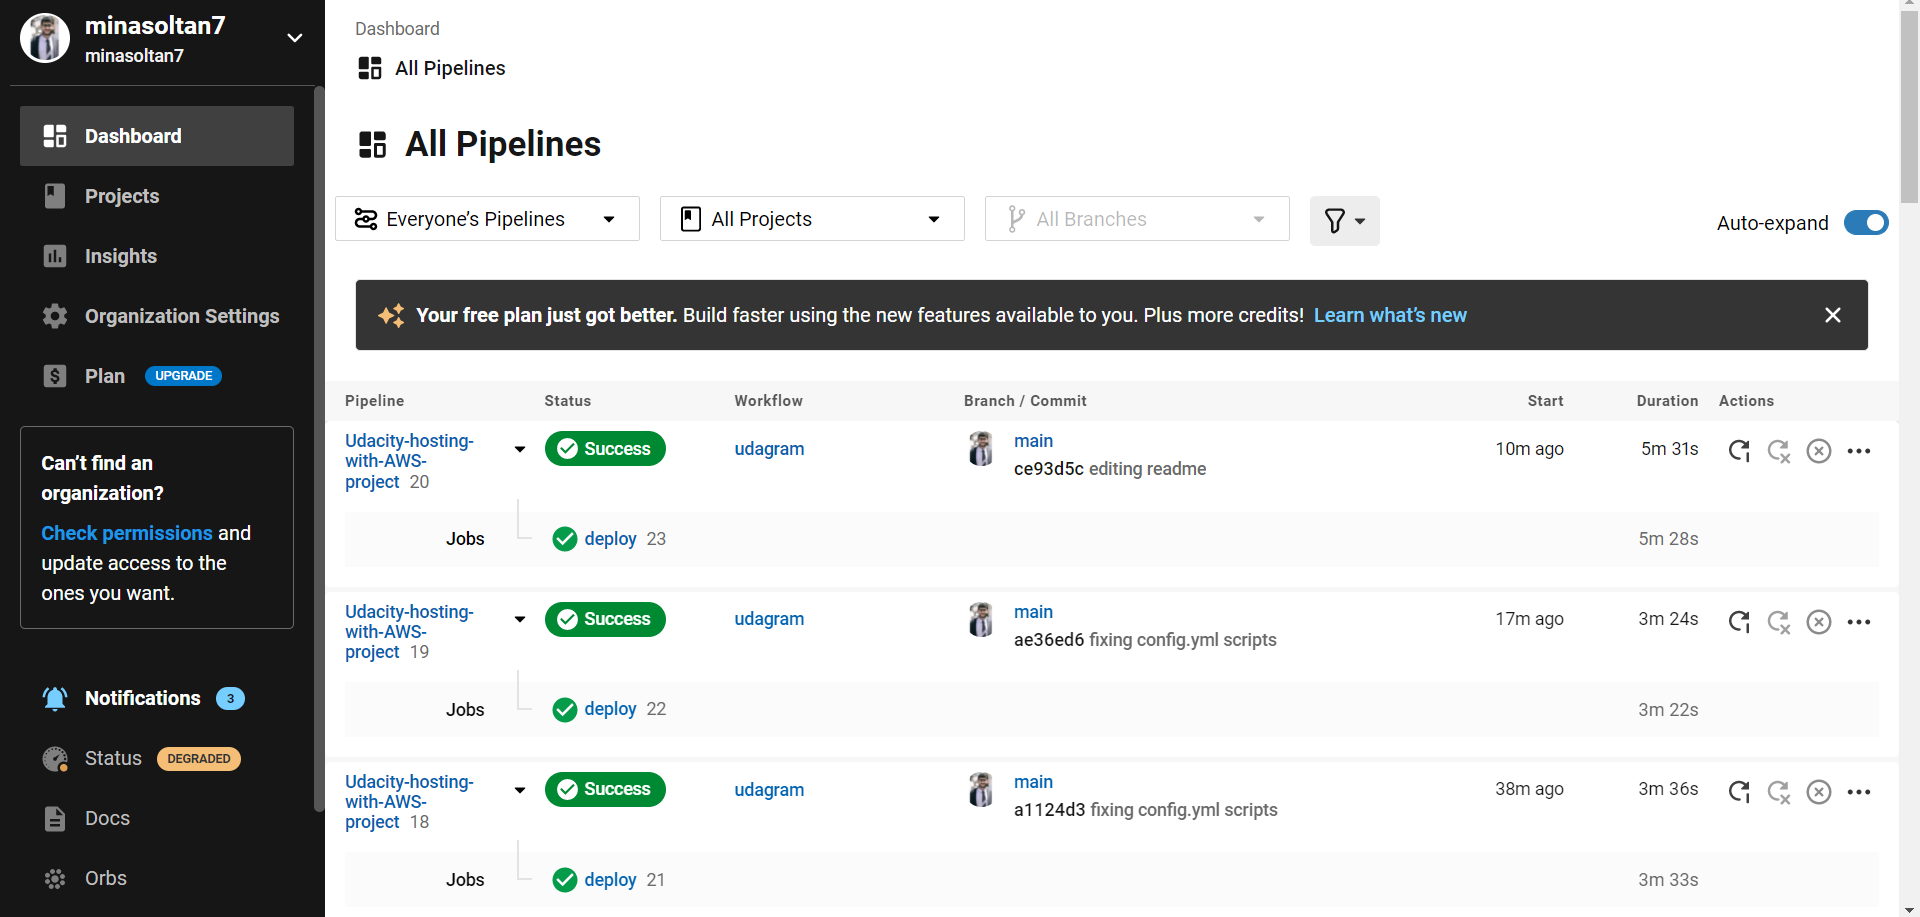 minasoltan7
minasoltan7
Dashboard
Projects
Insights
Organization Settings
Plan UPGRADE
Can’t find an
organization?
Check permissions and
update access to the
ones you want.
Notifications 3
Status DEGRADED
Docs
Orbs
Dashboard
All Pipelines
All Pipelines
Everyone’s Pipelines All Projects All Branches Auto-expand
Your free plan just got better. Build faster using the new features available to you. Plus more credits! Learn what’s new
Pipeline Status Workflow Branch / Commit Start Duration Actions
Udacity-hosting-
with-AWS-
project 20
Success udagram main 10m ago 5m 31s
ce93d5c editing readme
Jobs deploy 23 5m 28s
Udacity-hosting-
with-AWS-
project 19
Success udagram main 17m ago 3m 24s
ae36ed6 fixing config.yml scripts
Jobs deploy 22 3m 22s
Udacity-hosting-
with-AWS-
project 18
Success udagram main 38m ago 3m 36s
a1124d3 fixing config.yml scripts
Jobs deploy 21 3m 33s